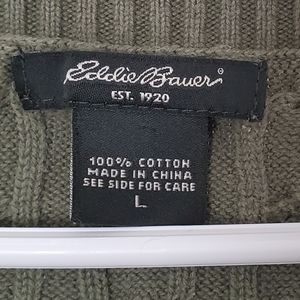 Eddie Bauer®
EST. 1920
100% COTTON
MADE IN CHINA
SEE SIDE FOR CARE
L